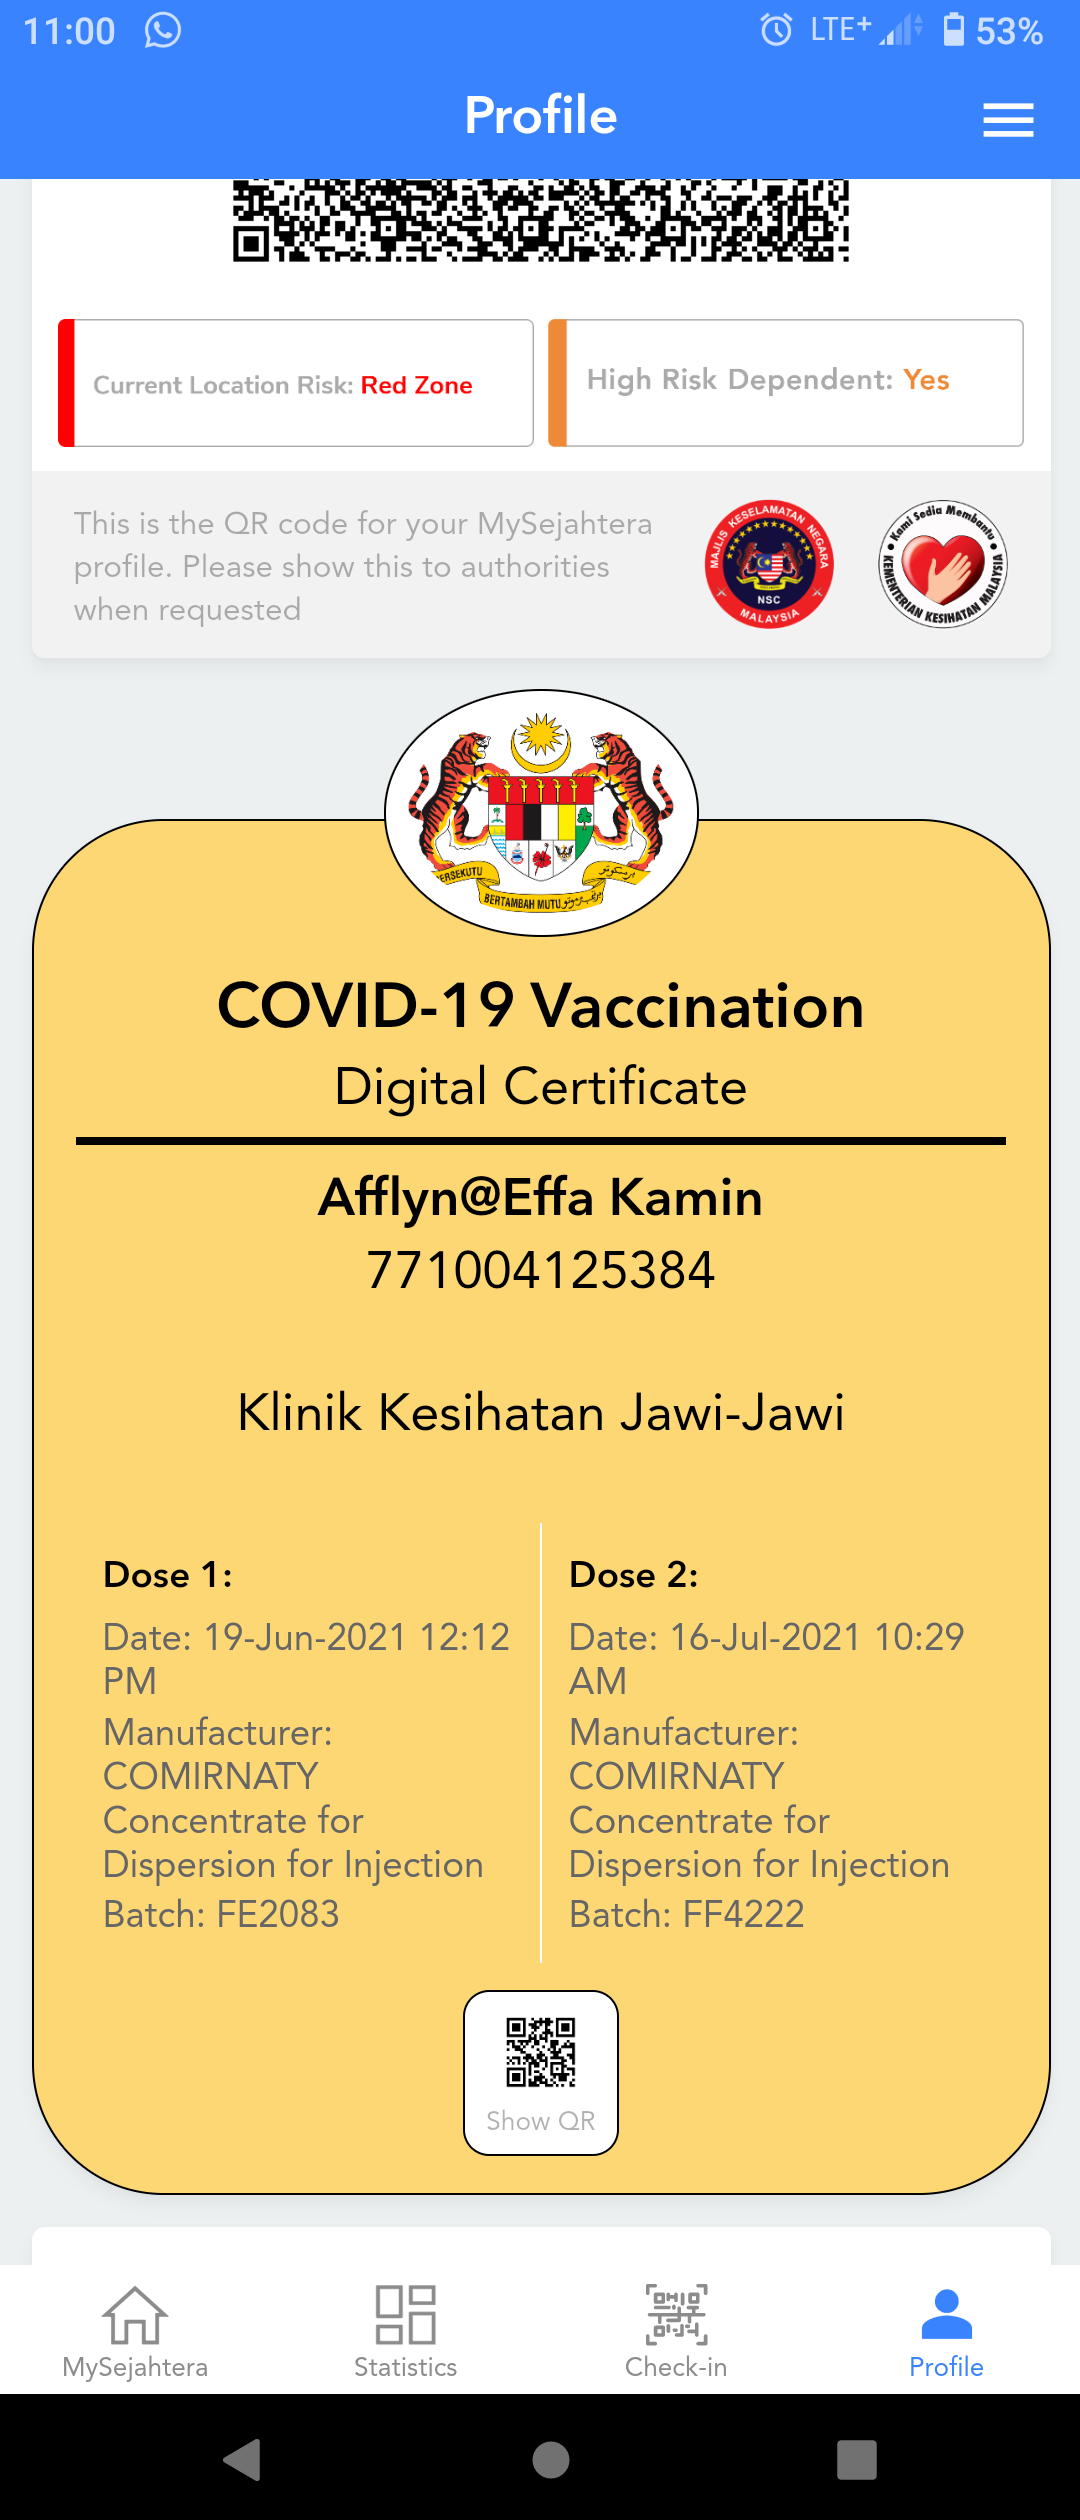 11:00
LTE+
53%
Profile
Current Location Risk: Red Zone
High Risk Dependent: Yes
This is the QR code for your MySejahtera
profile. Please show this to authorities
when requested
MAJLIS KESELAMATAN NEGARA
NSC
MALAYSIA
Kami Sedia Membantu
KEMENTERIAN KESIHATAN MALAYSIA
ERSEKUTU
BERTAMBAH MUTU
COVID-19 Vaccination
Digital Certificate
Afflyn@Effa Kamin
771004125384
Klinik Kesihatan Jawi-Jawi
Dose 1:
Date: 19-Jun-2021 12:12
PM
Manufacturer:
COMIRNATY
Concentrate for
Dispersion for Injection
Batch: FE2083
Dose 2:
Date: 16-Jul-2021 10:29
AM
Manufacturer:
COMIRNATY
Concentrate for
Dispersion for Injection
Batch: FF4222
Show QR
MySejahtera
Statistics
Check-in
Profile